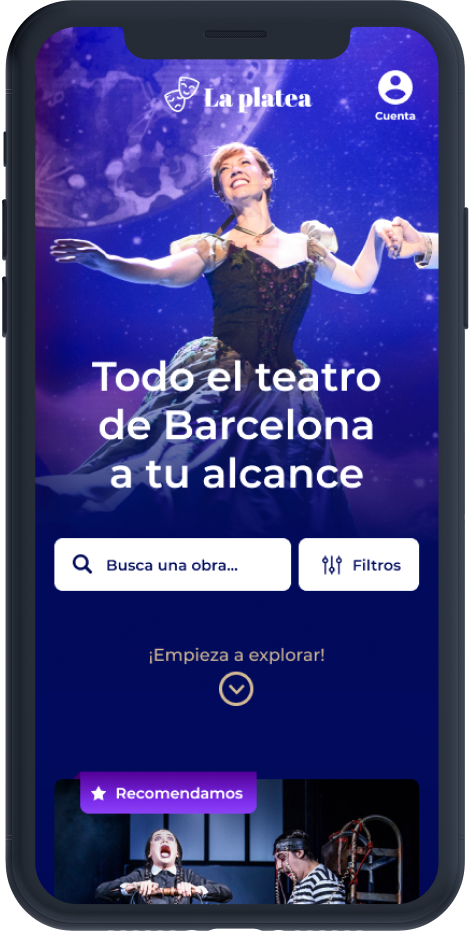 La platea
Cuenta
Todo el teatro
de Barcelona
a tu alcance
Busca una obra...
Filtros
¡Empieza a explorar!
Recomendamos